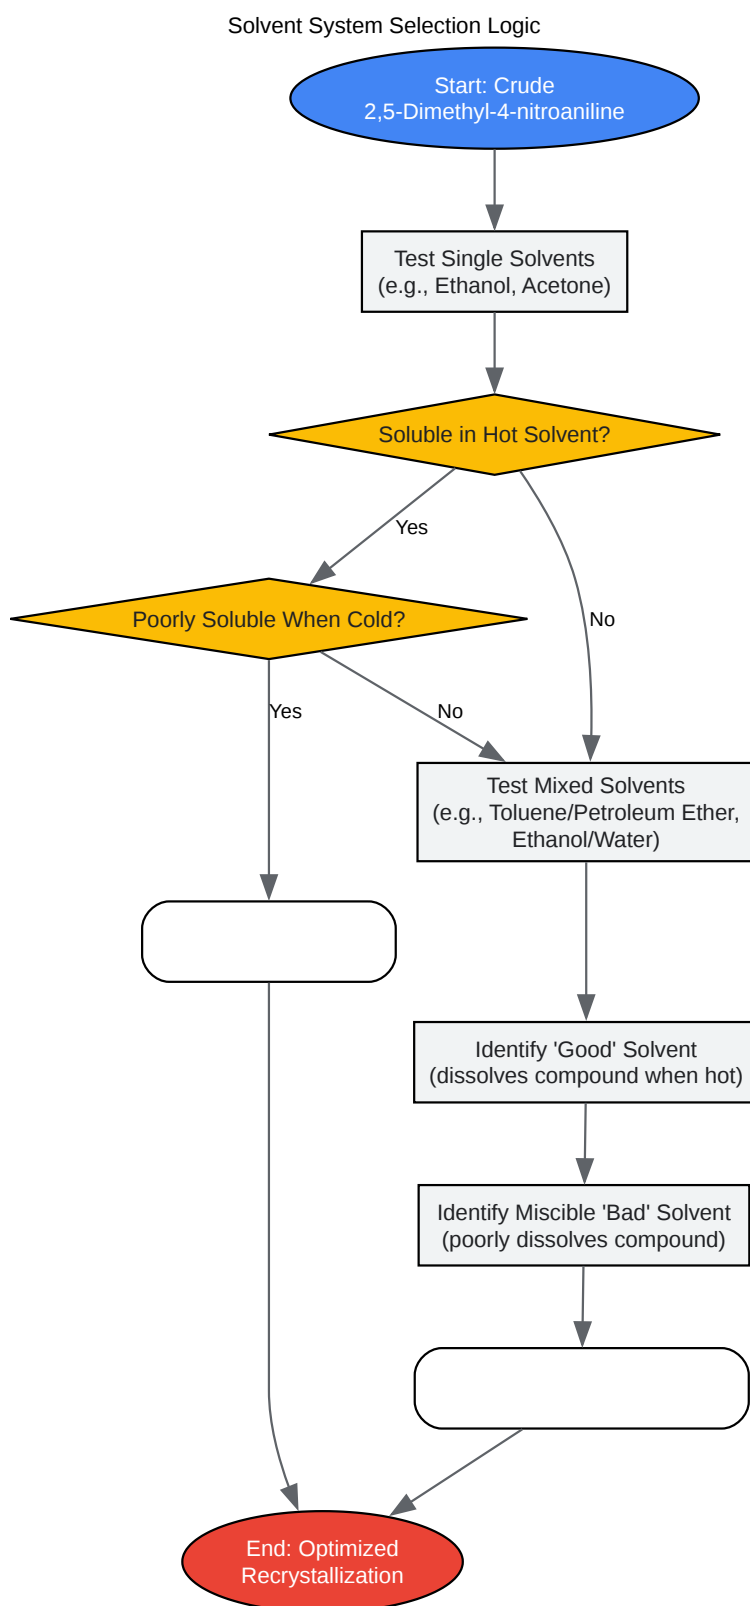 Solvent System Selection Logic
Start: Crude
2,5-Dimethyl-4-nitroaniline
Test Single Solvents
(e.g., Ethanol, Acetone)
Soluble in Hot Solvent?
Yes
No
Poorly Soluble When Cold?
Yes
No
Test Mixed Solvents
(e.g., Toluene/Petroleum Ether,
Ethanol/Water)
Identify 'Good' Solvent
(dissolves compound when hot)
Identify Miscible 'Bad' Solvent
(poorly dissolves compound)
End: Optimized
Recrystallization